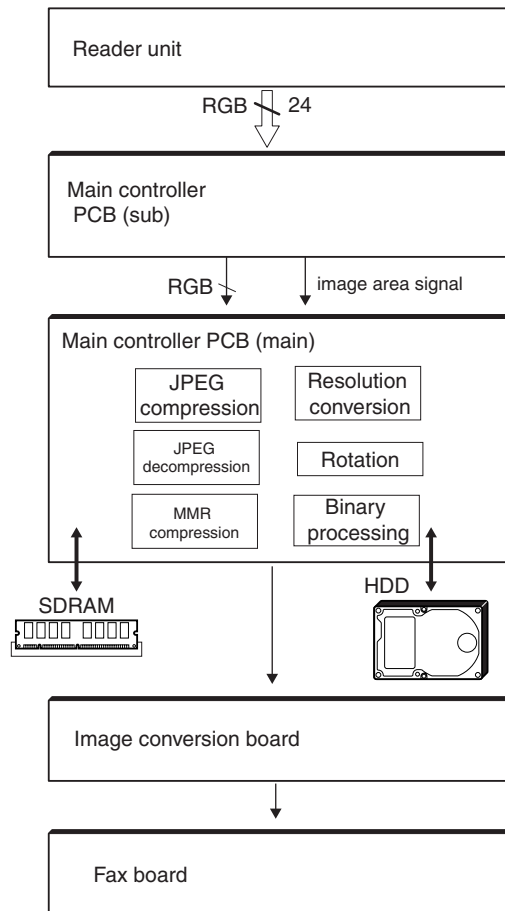 Reader unit
RGB 24
Main controller
PCB (sub)
RGB image area signal
Main controller PCB (main)
JPEG
compression
Resolution
conversion
JPEG
decompression
Rotation
MMR
compression
Binary
processing
SDRAM
HDD
Image conversion board
Fax board